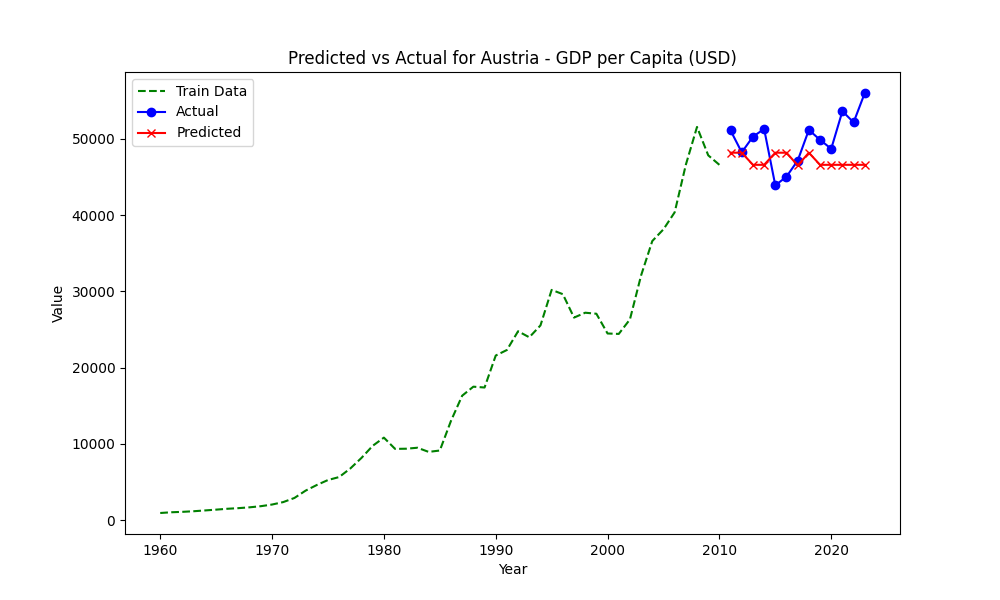 Predicted vs Actual for Austria - GDP per Capita (USD)
Train Data
Actual
Predicted
Value
50000
40000
30000
20000
10000
0
1960 1970 1980 1990 2000 2010 2020
Year